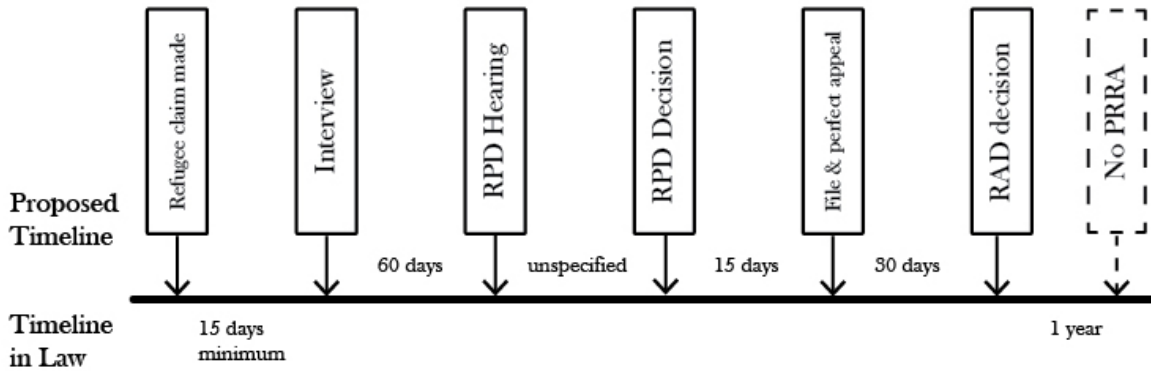 Refugee claim made
Interview
RPD Hearing
RPD Decision
File & perfect appeal
RAD decision
No PRRA
Proposed
Timeline
60 days
unspecified
15 days
30 days
Timeline
in Law
15 days
minimum
1 year